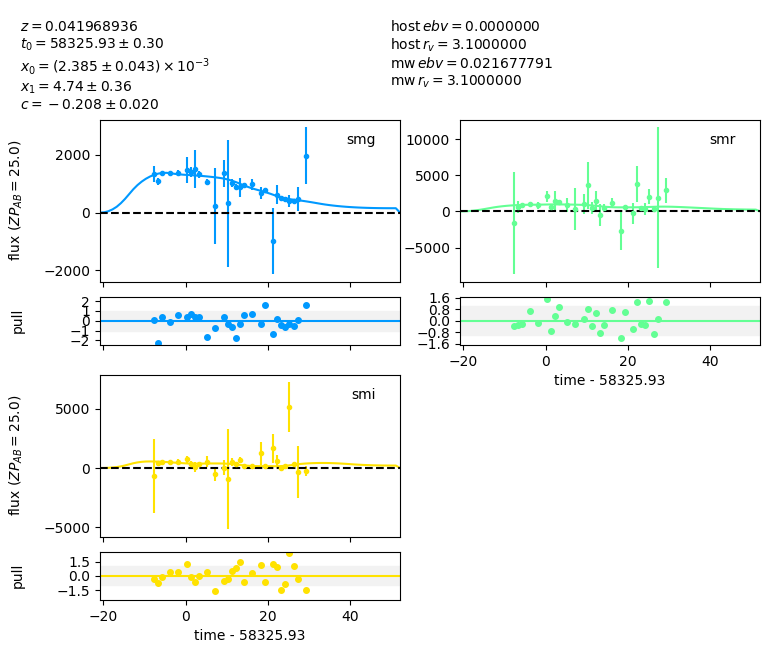 z = 0.041968936
t₀ = 58325.93 ± 0.30
x₀ = (2.385 ± 0.043) × 10⁻³
x₁ = 4.74 ± 0.36
c = −0.208 ± 0.020
host ebv = 0.0000000
host r_v = 3.1000000
mw ebv = 0.021677791
mw r_v = 3.1000000
flux (ZP_AB = 25.0)
2000
0
−2000
smg
10000
5000
0
−5000
smr
pull
2
1
0
−1
−2
1.6
0.8
0.0
−0.8
−1.6
−20 0 20 40
time - 58325.93
flux (ZP_AB = 25.0)
5000
0
−5000
smi
pull
1.5
0.0
−1.5
−20 0 20 40
time - 58325.93